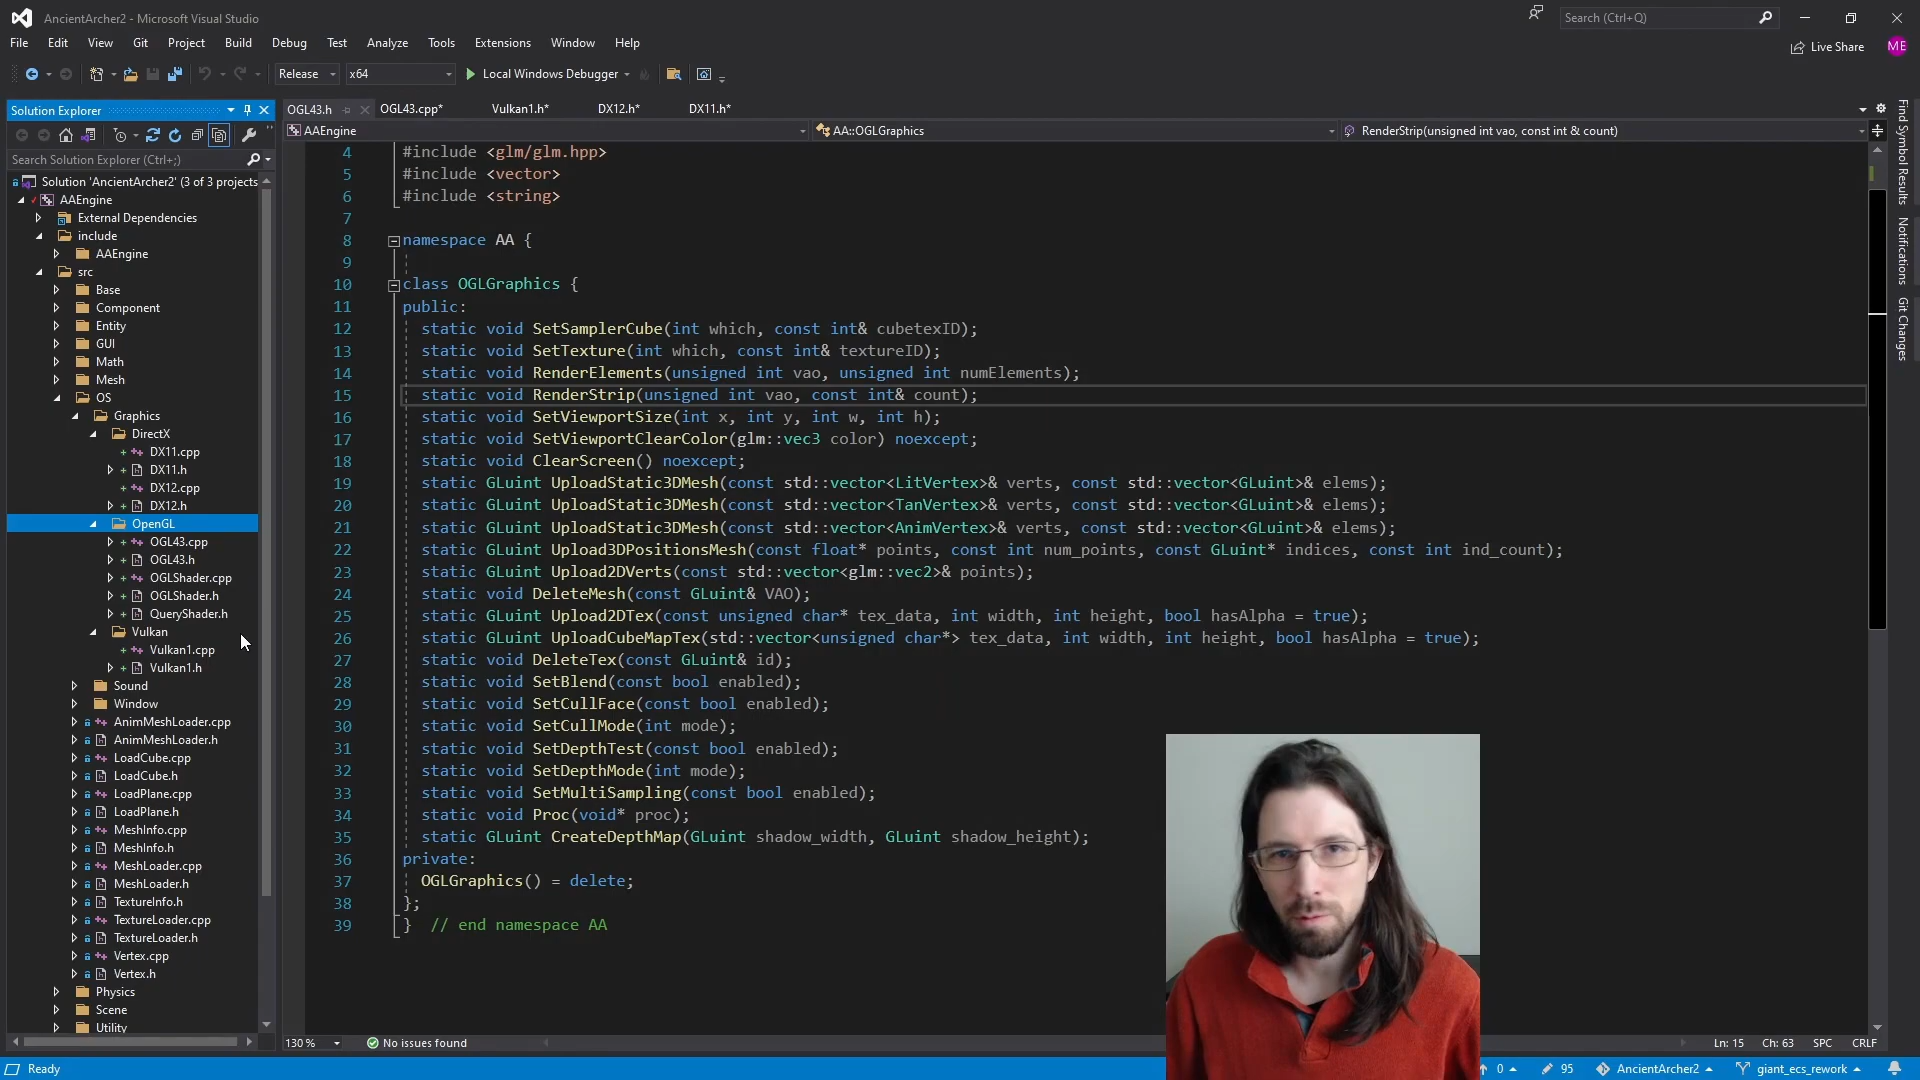 AncientArcher2 - Microsoft Visual Studio
Search (Ctrl+Q)
File Edit View Git Project Build Debug Test Analyze Tools Extensions Window Help
Live Share ME
Release x64 Local Windows Debugger
Solution Explorer
Search Solution Explorer (Ctrl+;)
Solution 'AncientArcher2' (3 of 3 projects
AAEngine
External Dependencies
include
AAEngine
src
Base
Component
Entity
GUI
Math
Mesh
OS
Graphics
DirectX
DX11.cpp
DX11.h
DX12.cpp
DX12.h
OpenGL
OGL43.cpp
OGL43.h
OGLShader.cpp
OGLShader.h
QueryShader.h
Vulkan
Vulkan1.cpp
Vulkan1.h
Sound
Window
AnimMeshLoader.cpp
AnimMeshLoader.h
LoadCube.cpp
LoadCube.h
LoadPlane.cpp
LoadPlane.h
MeshInfo.cpp
MeshInfo.h
MeshLoader.cpp
MeshLoader.h
TextureInfo.h
TextureLoader.cpp
TextureLoader.h
Vertex.cpp
Vertex.h
Physics
Scene
Utility
OGL43.h OGL43.cpp* Vulkan1.h* DX12.h* DX11.h*
AAEngine AA::OGLGraphics RenderStrip(unsigned int vao, const int & count)
4 #include <glm/glm.hpp>
5 #include <vector>
6 #include <string>
7
8 namespace AA {
9
10 class OGLGraphics {
11 public:
12 static void SetSamplerCube(int which, const int& cubetexID);
13 static void SetTexture(int which, const int& textureID);
14 static void RenderElements(unsigned int vao, unsigned int numElements);
15 static void RenderStrip(unsigned int vao, const int& count);
16 static void SetViewportSize(int x, int y, int w, int h);
17 static void SetViewportClearColor(glm::vec3 color) noexcept;
18 static void ClearScreen() noexcept;
19 static GLuint UploadStatic3DMesh(const std::vector<LitVertex>& verts, const std::vector<GLuint>& elems);
20 static GLuint UploadStatic3DMesh(const std::vector<TanVertex>& verts, const std::vector<GLuint>& elems);
21 static GLuint UploadStatic3DMesh(const std::vector<AnimVertex>& verts, const std::vector<GLuint>& elems);
22 static GLuint Upload3DPositionsMesh(const float* points, const int num_points, const GLuint* indices, const int ind_count);
23 static GLuint Upload2DVerts(const std::vector<glm::vec2>& points);
24 static void DeleteMesh(const GLuint& VAO);
25 static GLuint Upload2DTex(const unsigned char* tex_data, int width, int height, bool hasAlpha = true);
26 static GLuint UploadCubeMapTex(std::vector<unsigned char*> tex_data, int width, int height, bool hasAlpha = true);
27 static void DeleteTex(const GLuint& id);
28 static void SetBlend(const bool enabled);
29 static void SetCullFace(const bool enabled);
30 static void SetCullMode(int mode);
31 static void SetDepthTest(const bool enabled);
32 static void SetDepthMode(int mode);
33 static void SetMultiSampling(const bool enabled);
34 static void Proc(void* proc);
35 static GLuint CreateDepthMap(GLuint shadow_width, GLuint shadow_height);
36 private:
37 OGLGraphics() = delete;
38 };
39 } // end namespace AA
Find Symbol Results
Notifications
Git Changes
130 % No issues found Ln: 15 Ch: 63 SPC CRLF
Ready 0 95 AncientArcher2 giant_ecs_rework